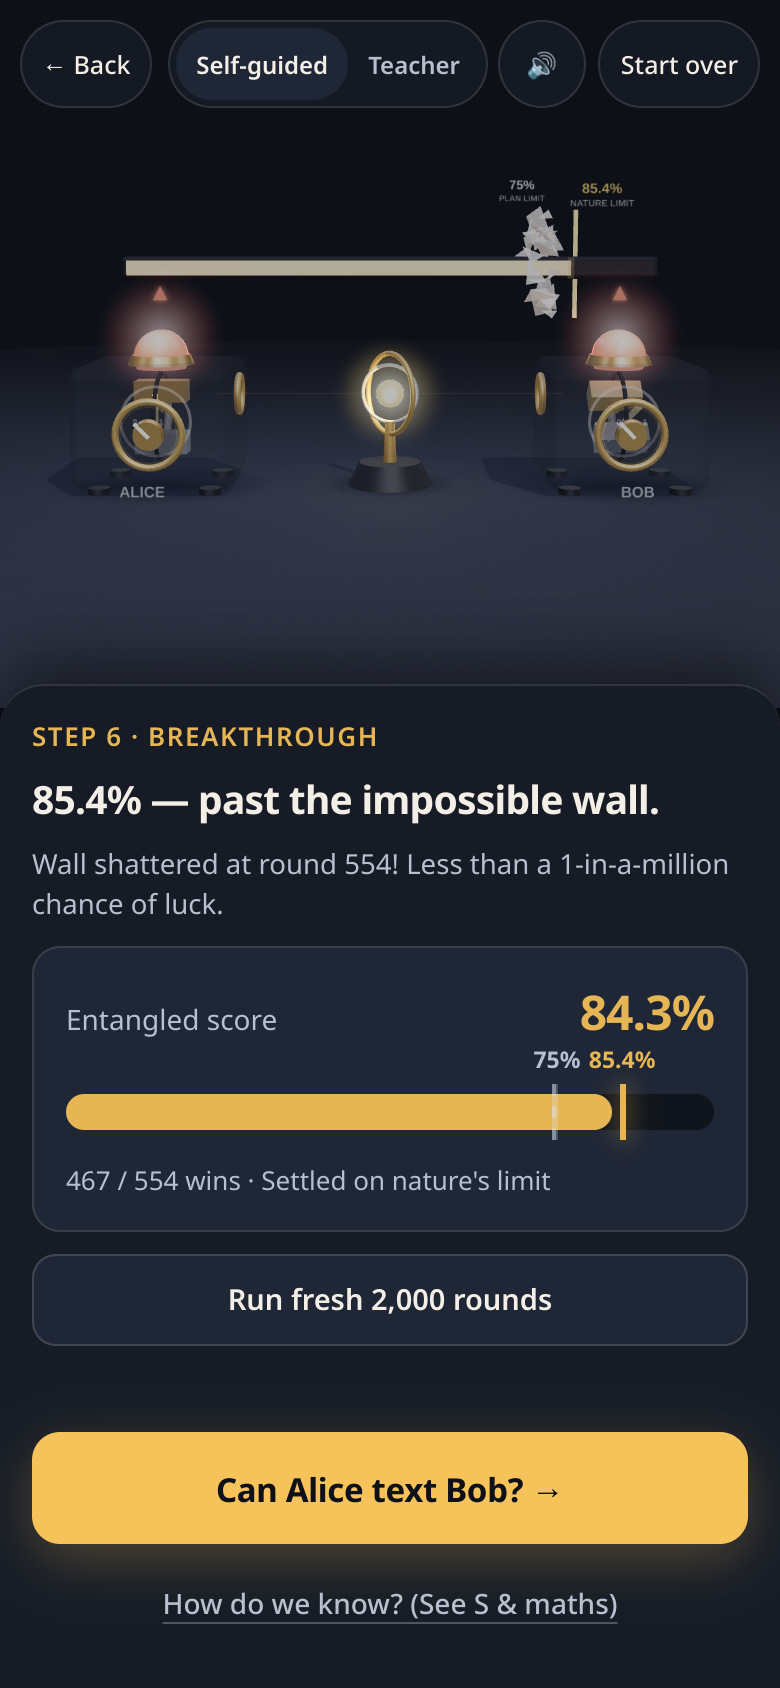 ← Back
Self-guided
Teacher
Start over
75%
PLAN LIMIT
85.4%
NATURE LIMIT
ALICE
BOB
STEP 6 · BREAKTHROUGH
85.4% — past the impossible wall.
Wall shattered at round 554! Less than a 1-in-a-million
chance of luck.
Entangled score
84.3%
75% 85.4%
467 / 554 wins · Settled on nature's limit
Run fresh 2,000 rounds
Can Alice text Bob? →
How do we know? (See S & maths)